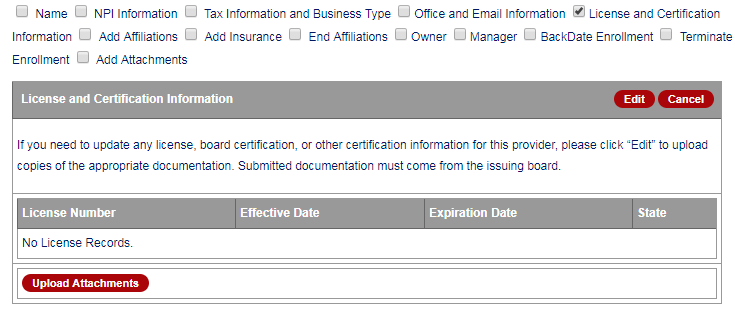 Name NPI Information Tax Information and Business Type Office and Email Information License and Certification
Information Add Affiliations Add Insurance End Affiliations Owner Manager BackDate Enrollment Terminate
Enrollment Add Attachments
License and Certification Information Edit Cancel
If you need to update any license, board certification, or other certification information for this provider, please click “Edit” to upload
copies of the appropriate documentation. Submitted documentation must come from the issuing board.
License Number Effective Date Expiration Date State
No License Records.
Upload Attachments